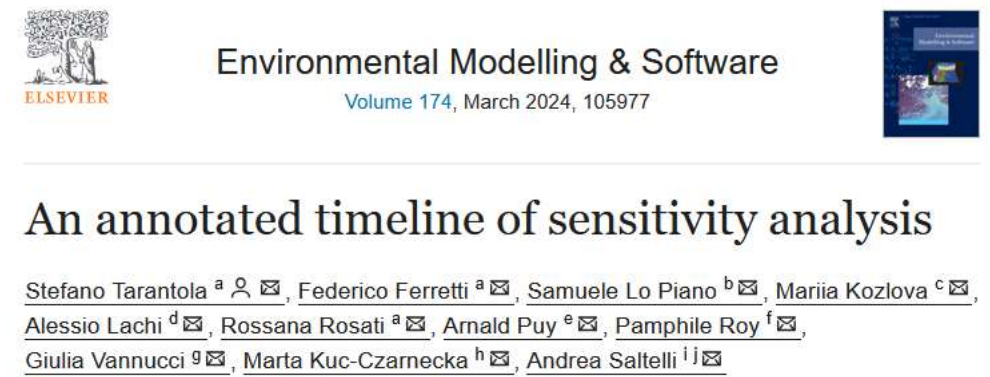 ELSEVIER
Environmental Modelling & Software
Volume 174, March 2024, 105977
An annotated timeline of sensitivity analysis
Stefano Tarantola a, Federico Ferretti a, Samuele Lo Piano b, Mariia Kozlova c,
Alessio Lachi d, Rossana Rosati a, Arnald Puy e, Pamphile Roy f,
Giulia Vannucci g, Marta Kuc-Czarnecka h, Andrea Saltelli i j